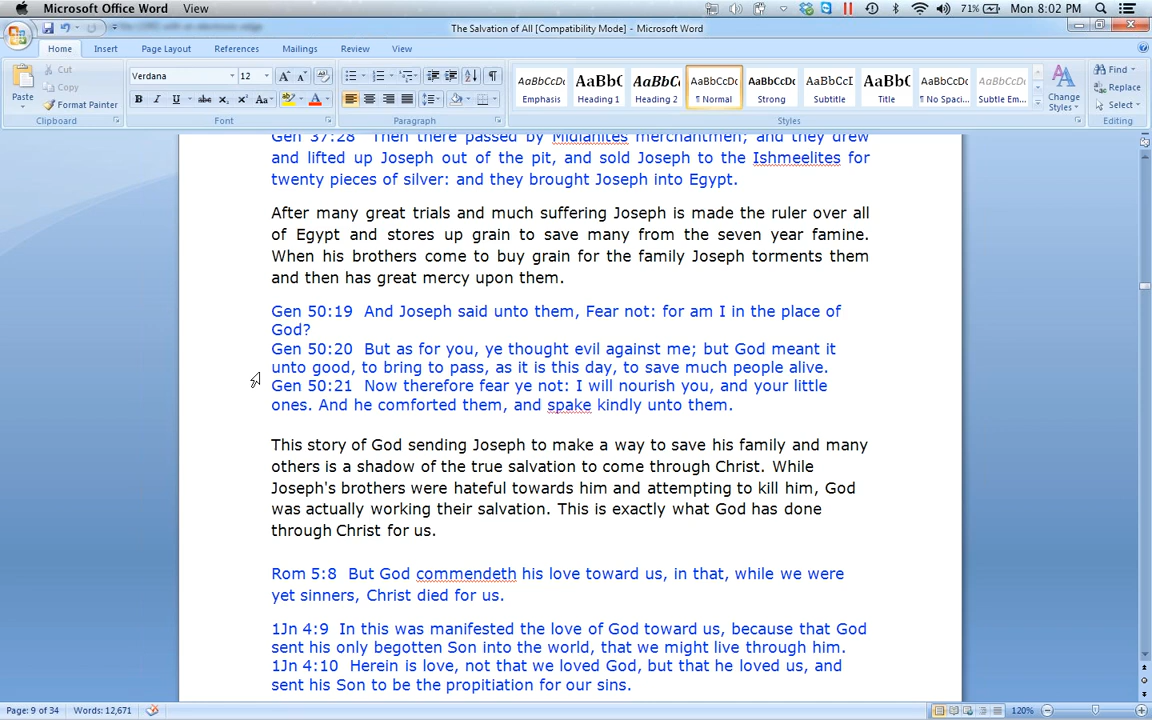 Microsoft Office Word View 71% Mon 8:02 PM
The Salvation of All [Compatibility Mode] - Microsoft Word
Home Insert Page Layout References Mailings Review View
Paste Cut Copy Format Painter
Verdana 12
AaBbCcDc AaBbC AaBbCc AaBbCcDc AaBbCcDc AaBbCcI AaBbC AaBbCcDc AaBbCcDc
Emphasis Heading 1 Heading 2 ¶ Normal Strong Subtitle Title ¶ No Spaci... Subtle Em...
Change Styles Find Replace Select
Clipboard Font Paragraph Styles Editing
Gen 37:28 Then there passed by Midianites merchantmen; and they drew
and lifted up Joseph out of the pit, and sold Joseph to the Ishmeelites for
twenty pieces of silver: and they brought Joseph into Egypt.
After many great trials and much suffering Joseph is made the ruler over all
of Egypt and stores up grain to save many from the seven year famine.
When his brothers come to buy grain for the family Joseph torments them
and then has great mercy upon them.
Gen 50:19 And Joseph said unto them, Fear not: for am I in the place of
God?
Gen 50:20 But as for you, ye thought evil against me; but God meant it
unto good, to bring to pass, as it is this day, to save much people alive.
Gen 50:21 Now therefore fear ye not: I will nourish you, and your little
ones. And he comforted them, and spake kindly unto them.
This story of God sending Joseph to make a way to save his family and many
others is a shadow of the true salvation to come through Christ. While
Joseph's brothers were hateful towards him and attempting to kill him, God
was actually working their salvation. This is exactly what God has done
through Christ for us.
Rom 5:8 But God commendeth his love toward us, in that, while we were
yet sinners, Christ died for us.
1Jn 4:9 In this was manifested the love of God toward us, because that God
sent his only begotten Son into the world, that we might live through him.
1Jn 4:10 Herein is love, not that we loved God, but that he loved us, and
sent his Son to be the propitiation for our sins.
Page: 9 of 34 Words: 12,671 120%